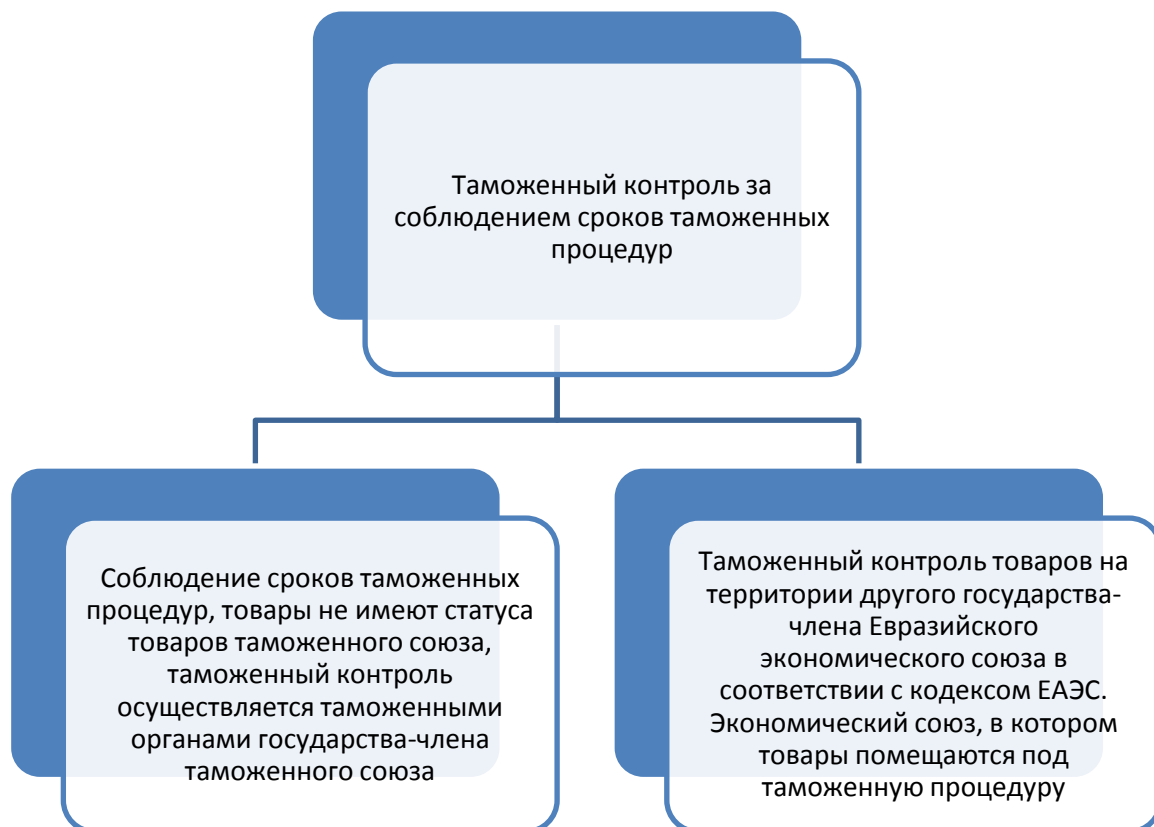 Таможенный контроль за
соблюдением сроков таможенных
процедур
Соблюдение сроков таможенных
процедур, товары не имеют статуса
товаров таможенного союза,
таможенный контроль
осуществляется таможенными
органами государства-члена
таможенного союза
Таможенный контроль товаров на
территории другого государства-
члена Евразийского
экономического союза в
соответствии с кодексом ЕАЭС.
Экономический союз, в котором
товары помещаются под
таможенную процедуру